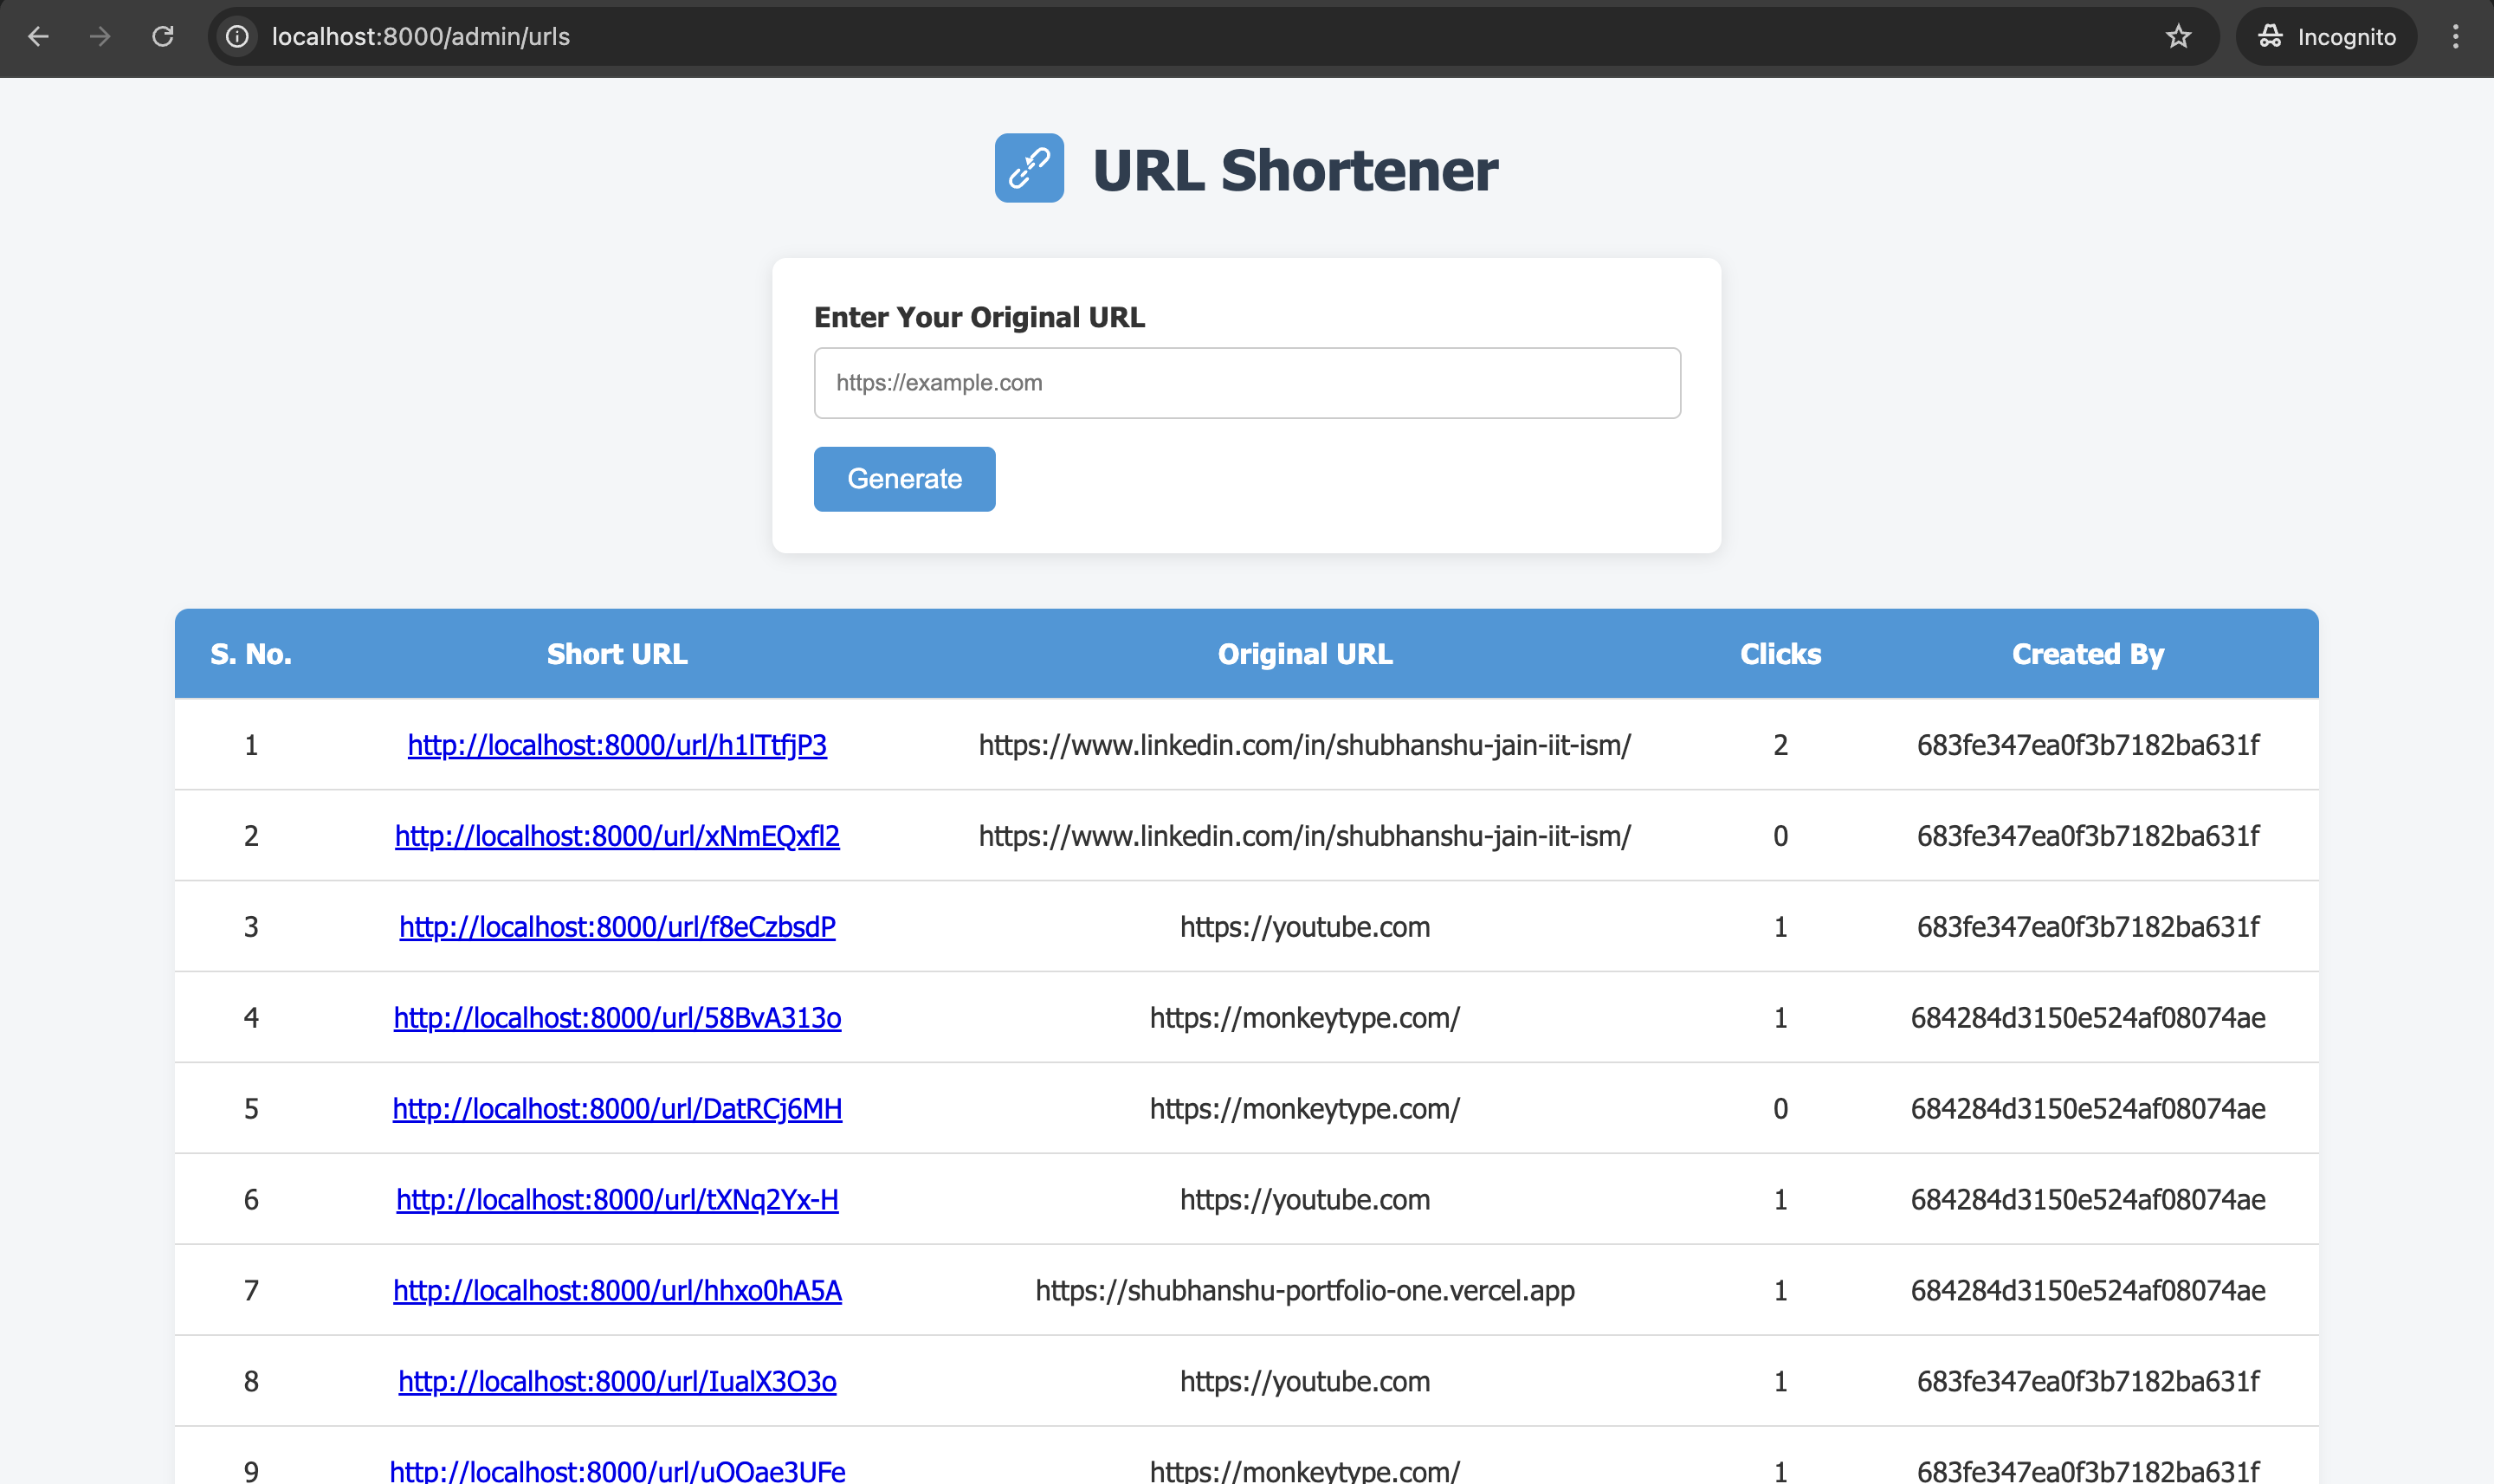 localhost:8000/admin/urls Incognito
URL Shortener
Enter Your Original URL
https://example.com
Generate
S. No. Short URL Original URL Clicks Created By
1 http://localhost:8000/url/h1lTtfjP3 https://www.linkedin.com/in/shubhanshu-jain-iit-ism/ 2 683fe347ea0f3b7182ba631f
2 http://localhost:8000/url/xNmEQxfl2 https://www.linkedin.com/in/shubhanshu-jain-iit-ism/ 0 683fe347ea0f3b7182ba631f
3 http://localhost:8000/url/f8eCzbsdP https://youtube.com 1 683fe347ea0f3b7182ba631f
4 http://localhost:8000/url/58BvA313o https://monkeytype.com/ 1 684284d3150e524af08074ae
5 http://localhost:8000/url/DatRCj6MH https://monkeytype.com/ 0 684284d3150e524af08074ae
6 http://localhost:8000/url/tXNq2Yx-H https://youtube.com 1 684284d3150e524af08074ae
7 http://localhost:8000/url/hhxo0hA5A https://shubhanshu-portfolio-one.vercel.app 1 684284d3150e524af08074ae
8 http://localhost:8000/url/IualX3O3o https://youtube.com 1 683fe347ea0f3b7182ba631f
9 http://localhost:8000/url/uOOae3UFe https://monkeytype.com/ 1 683fe347ea0f3b7182ba631f